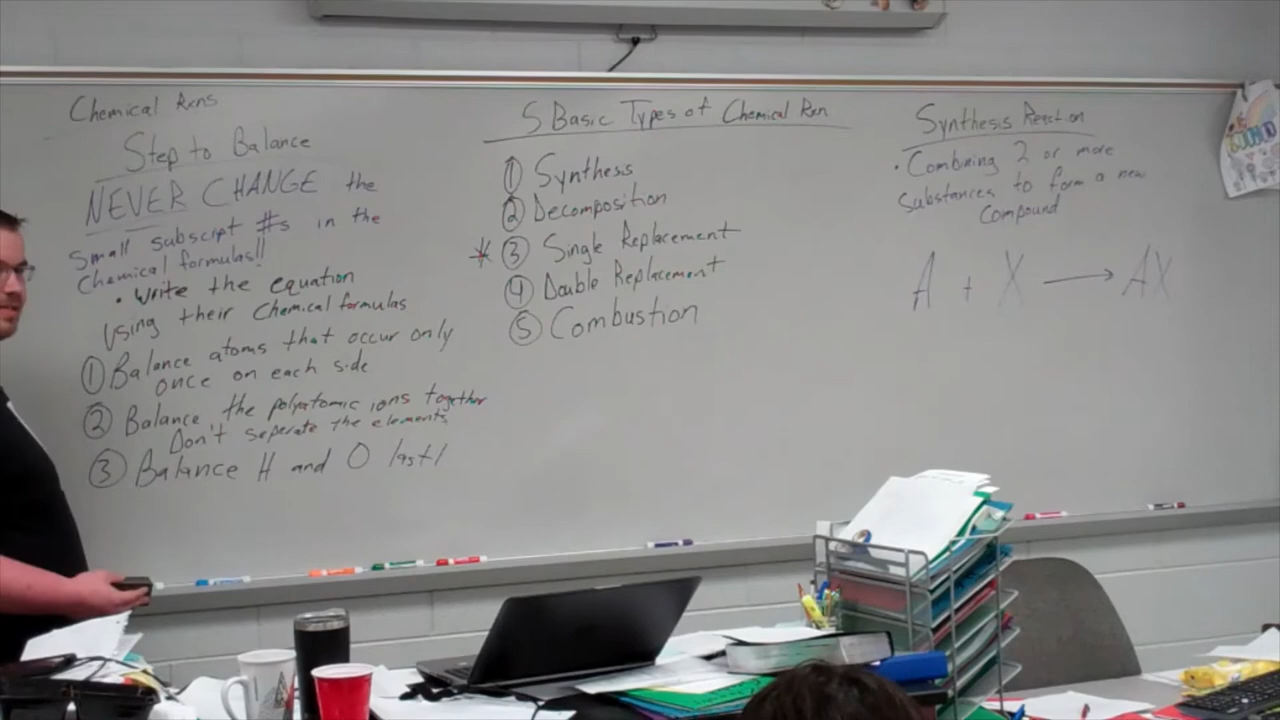 Chemical Rxns
Step to Balance
NEVER CHANGE the
Small subscript #s in the
Chemical formulas!!
• Write the equation
Using their Chemical formulas
① Balance atoms that occur only
once on each side
② Balance the polyatomic ions together
Don't seperate the elements
③ Balance H and O last!
5 Basic Types of Chemical Rxn
① Synthesis
② Decomposition
* ③ Single Replacement
④ Double Replacement
⑤ Combustion
Synthesis Reaction
• Combining 2 or more
Substances to form a new
Compound
A + X → AX